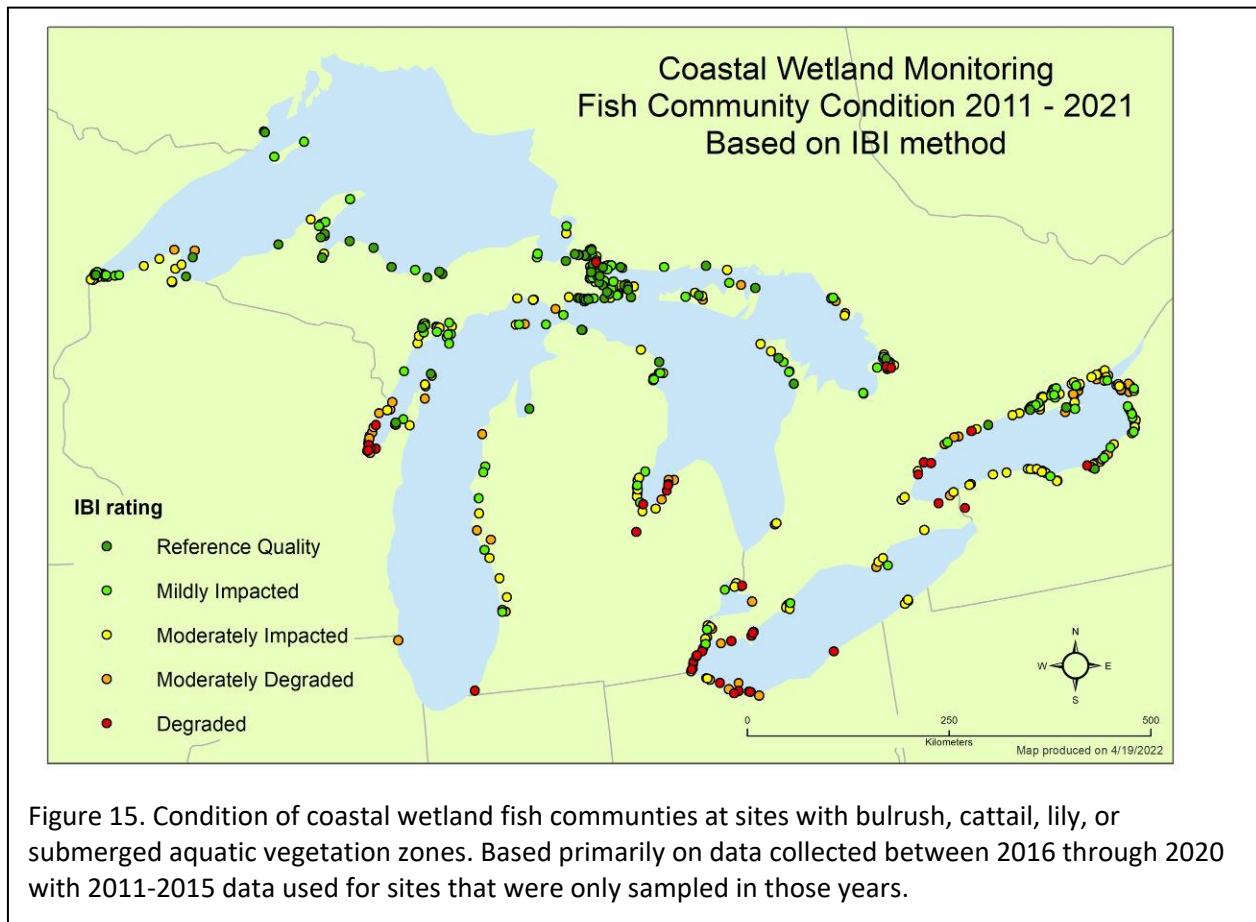 Coastal Wetland Monitoring
Fish Community Condition 2011 - 2021
Based on IBI method
IBI rating
Reference Quality
Mildly Impacted
Moderately Impacted
Moderately Degraded
Degraded
N
W E
S
0 250 500
Kilometers
Map produced on 4/19/2022
Figure 15. Condition of coastal wetland fish communties at sites with bulrush, cattail, lily, or
submerged aquatic vegetation zones. Based primarily on data collected between 2016 through 2020
with 2011-2015 data used for sites that were only sampled in those years.